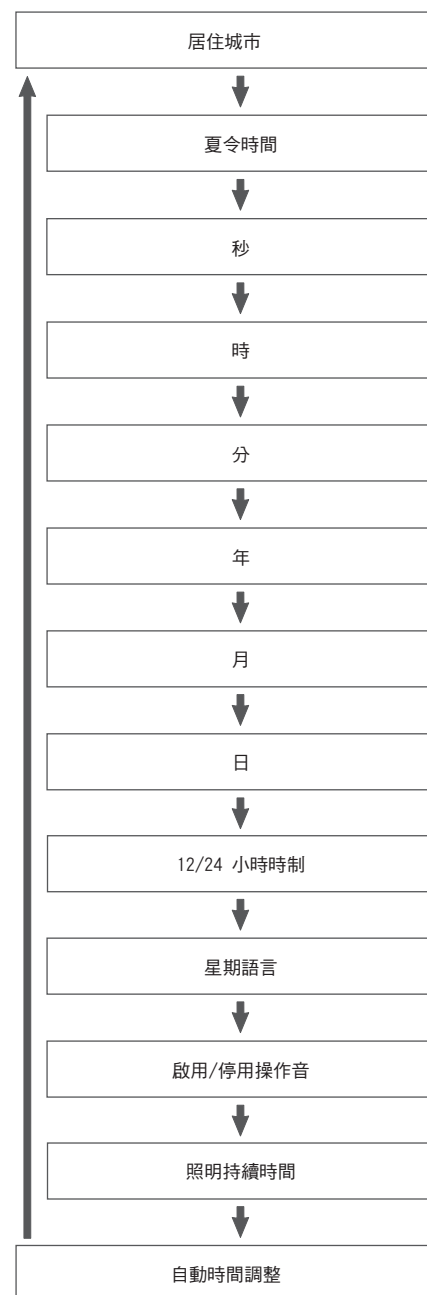 居住城市
夏令時間
秒
時
分
年
月
日
12/24 小時時制
星期語言
啟用/停用操作音
照明持續時間
自動時間調整